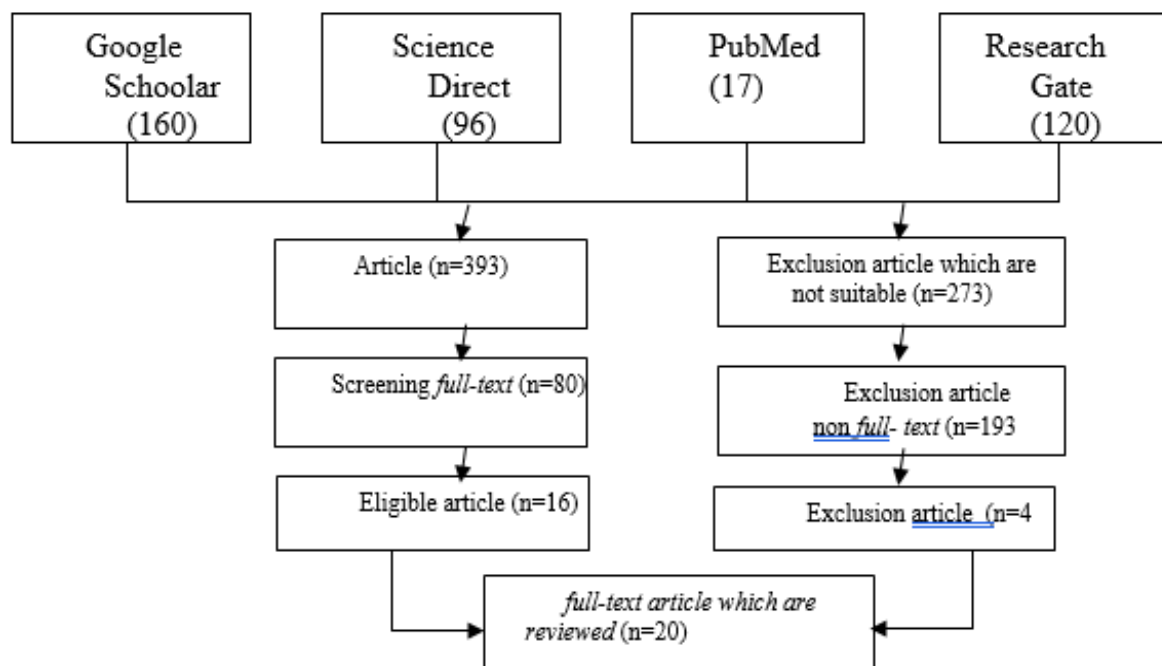 Google
Schoolar
(160)
Science
Direct
(96)
PubMed
(17)
Research
Gate
(120)
Article (n=393)
Exclusion article which are
not suitable (n=273)
Screening full-text (n=80)
Exclusion article
non full- text (n=193
Eligible article (n=16)
Exclusion article (n=4
full-text article which are
reviewed (n=20)